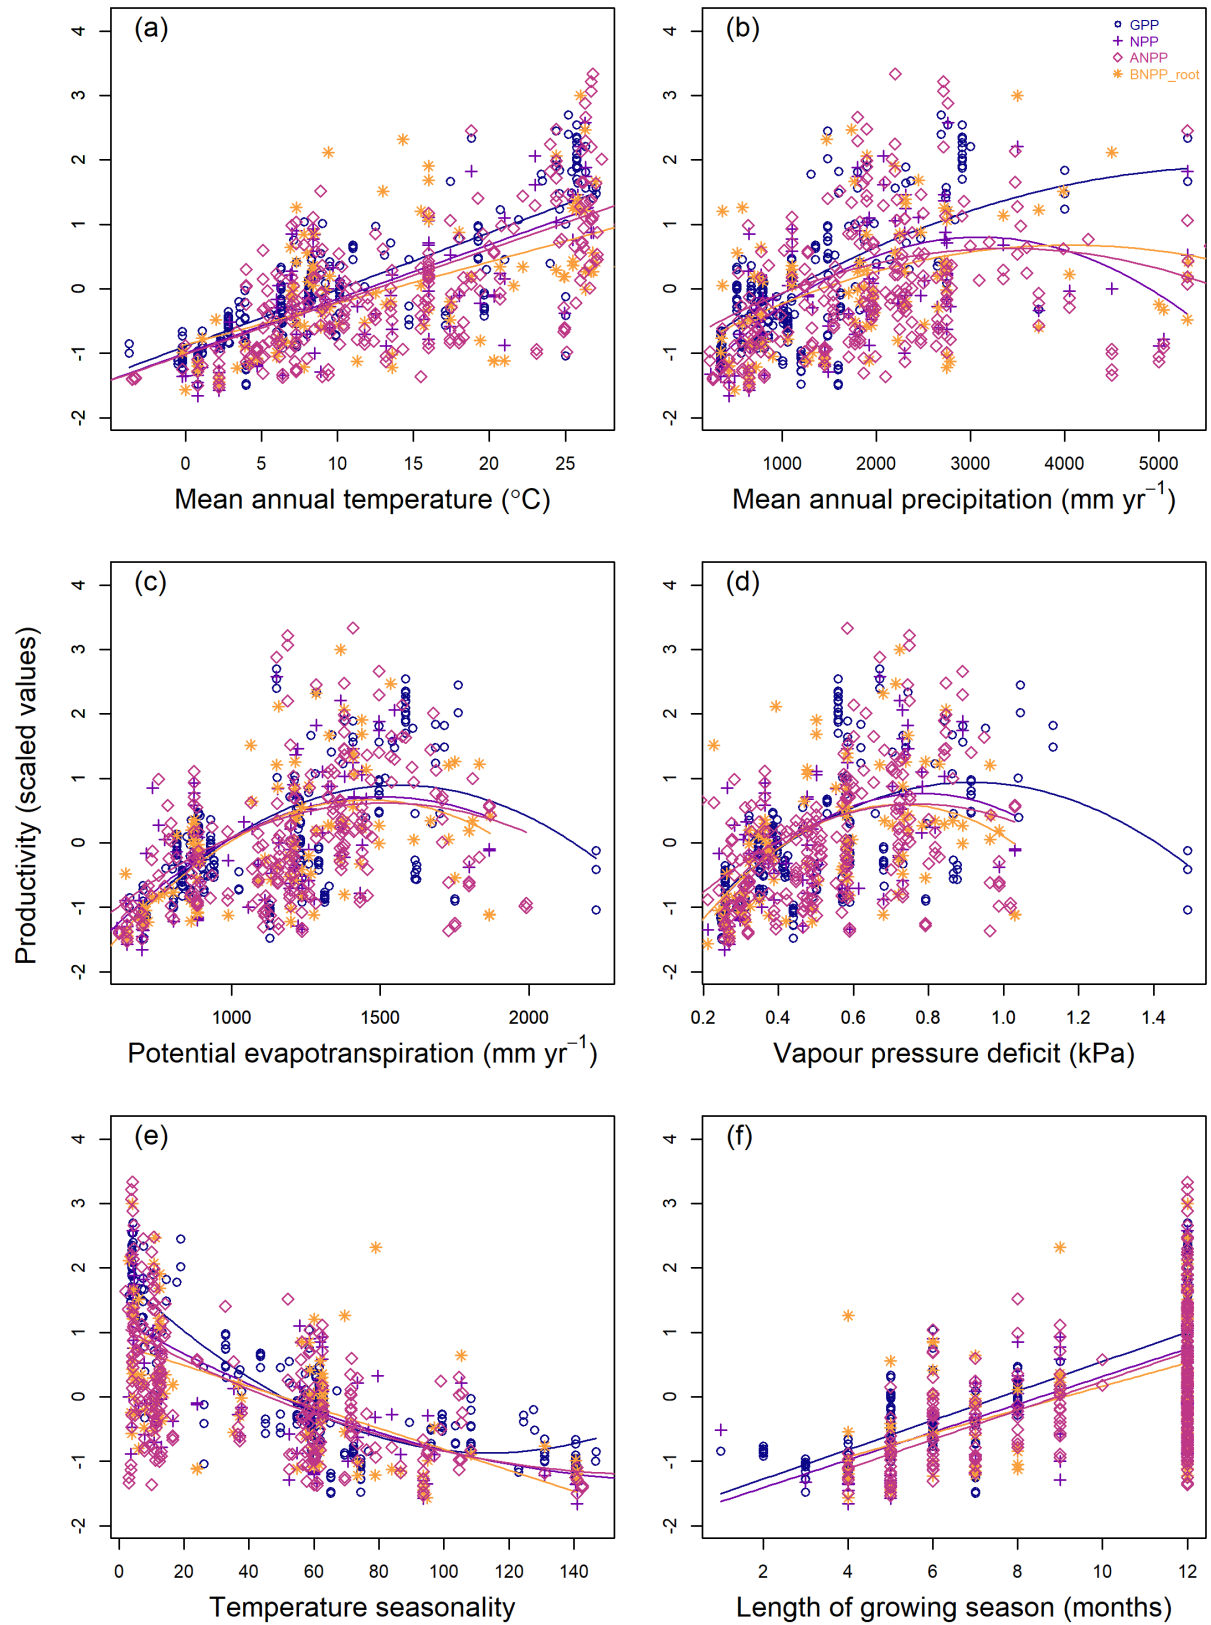 (a)
4
3
2
1
0
-1
-2
0 5 10 15 20 25
Mean annual temperature (°C)
(b)
GPP
NPP
ANPP
BNPP_root
4
3
2
1
0
-1
-2
1000 2000 3000 4000 5000
Mean annual precipitation (mm yr−1)
Productivity (scaled values)
(c)
4
3
2
1
0
-1
-2
1000 1500 2000
Potential evapotranspiration (mm yr−1)
(d)
4
3
2
1
0
-1
-2
0.2 0.4 0.6 0.8 1.0 1.2 1.4
Vapour pressure deficit (kPa)
(e)
4
3
2
1
0
-1
-2
0 20 40 60 80 100 120 140
Temperature seasonality
(f)
4
3
2
1
0
-1
-2
2 4 6 8 10 12
Length of growing season (months)